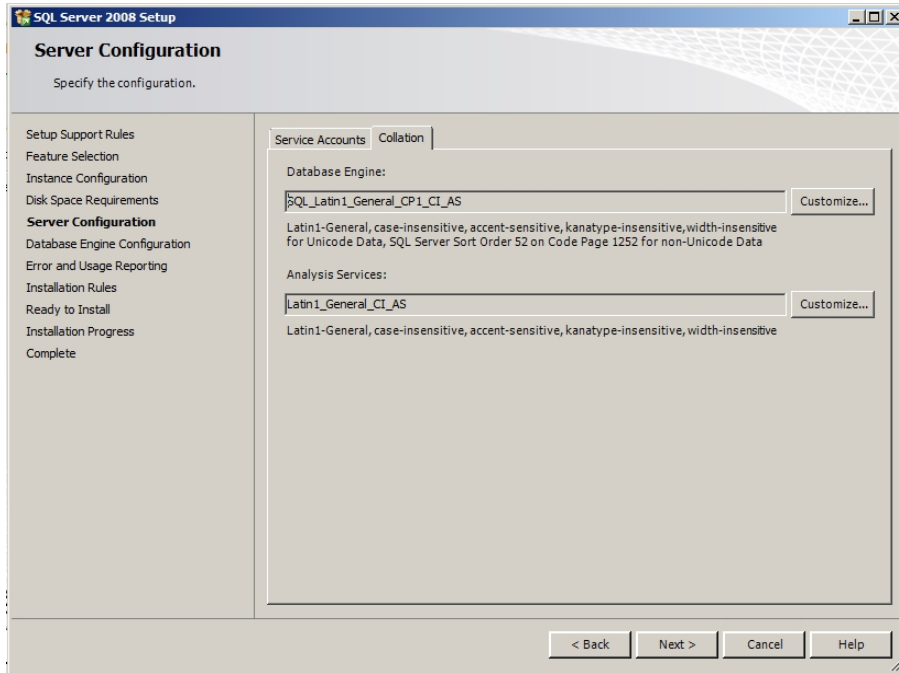 SQL Server 2008 Setup
Server Configuration
Specify the configuration.
Setup Support Rules
Feature Selection
Instance Configuration
Disk Space Requirements
Server Configuration
Database Engine Configuration
Error and Usage Reporting
Installation Rules
Ready to Install
Installation Progress
Complete
Service Accounts
Collation
Database Engine:
SQL_Latin1_General_CP1_CI_AS
Customize...
Latin1-General, case-insensitive, accent-sensitive, kanatype-insensitive, width-insensitive
for Unicode Data, SQL Server Sort Order 52 on Code Page 1252 for non-Unicode Data
Analysis Services:
Latin1_General_CI_AS
Customize...
Latin1-General, case-insensitive, accent-sensitive, kanatype-insensitive, width-insensitive
< Back
Next >
Cancel
Help